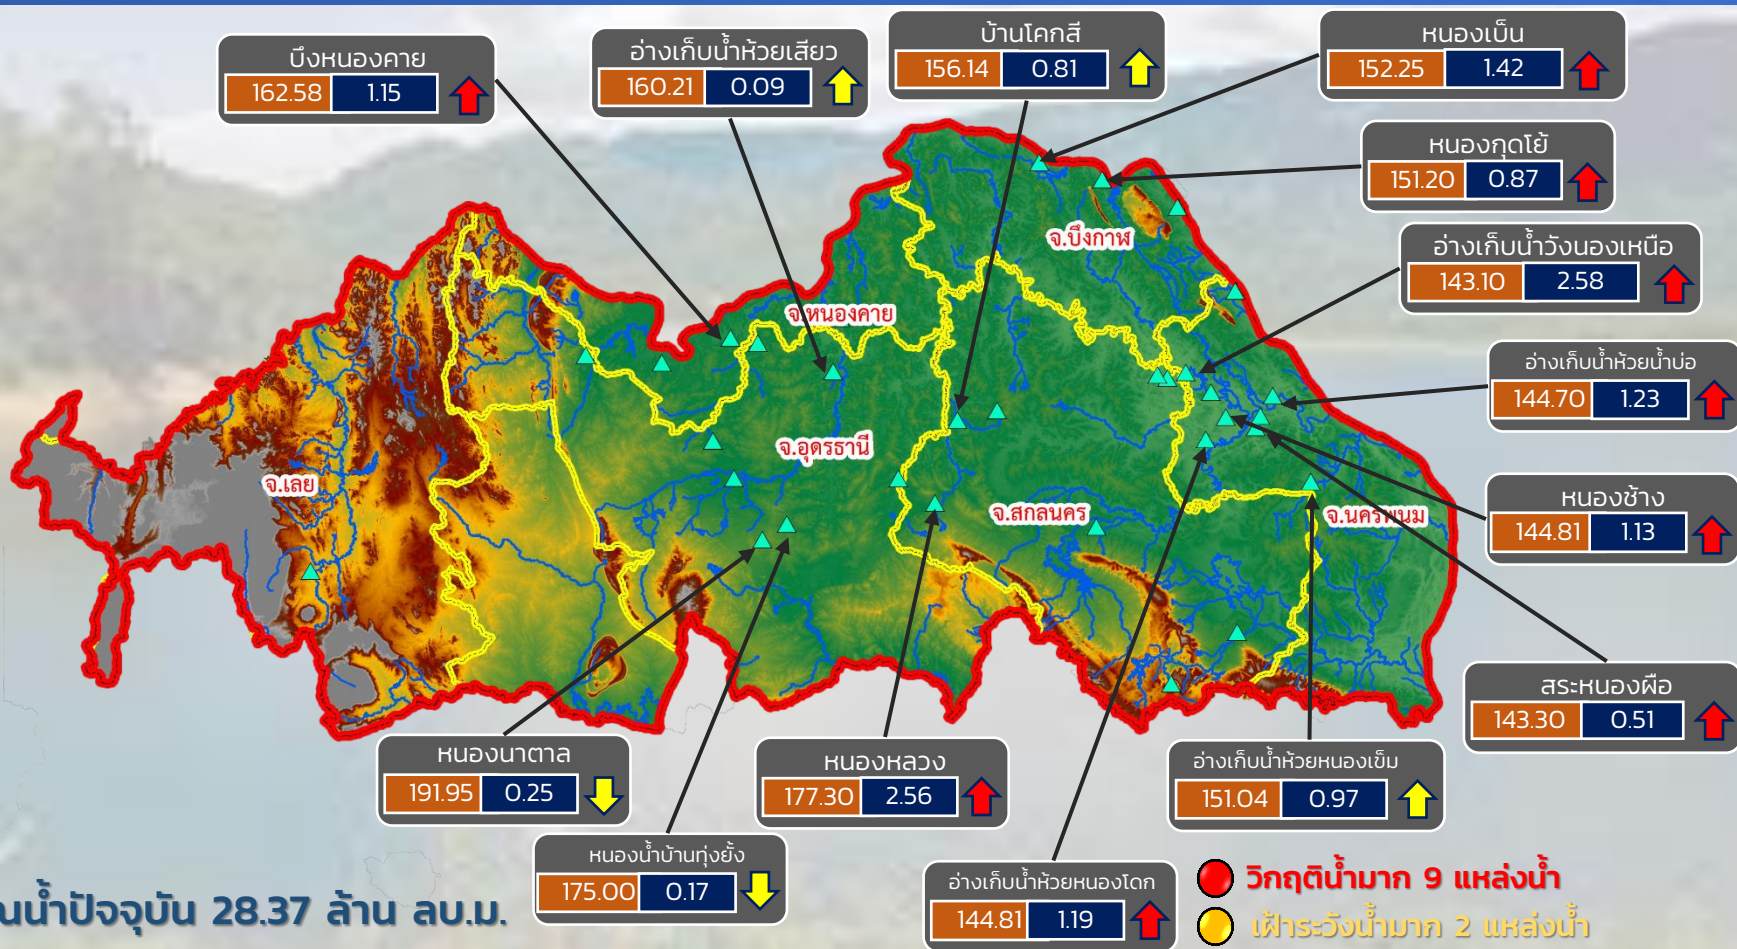 บึงหนองคาย
162.58 1.15
อ่างเก็บน้ำห้วยเสียว
160.21 0.09
บ้านโคกสี
156.14 0.81
หนองเบ็น
152.25 1.42
หนองกุดโย้
151.20 0.87
อ่างเก็บน้ำวังนองเหนือ
143.10 2.58
อ่างเก็บน้ำห้วยน้ำบ่อ
144.70 1.23
หนองช้าง
144.81 1.13
สระหนองผือ
143.30 0.51
จ.บึงกาฬ
จ.หนองคาย
จ.อุดรธานี
จ.เลย
จ.สกลนคร
จ.นครพนม
หนองนาตาล
191.95 0.25
หนองหลวง
177.30 2.56
อ่างเก็บน้ำห้วยหนองเข็ม
151.04 0.97
หนองน้ำบ้านทุ่งยั้ง
175.00 0.17
อ่างเก็บน้ำห้วยหนองโดก
144.81 1.19
ณน้ำปัจจุบัน 28.37 ล้าน ลบ.ม.
วิกฤติน้ำมาก 9 แหล่งน้ำ
เฝ้าระวังน้ำมาก 2 แหล่งน้ำ